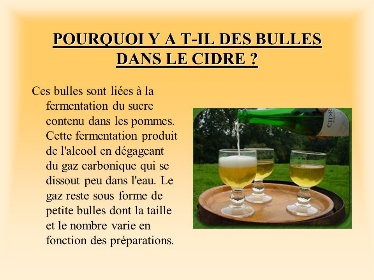 POURQUOI Y A T-IL DES BULLES
DANS LE CIDRE ?
Ces bulles sont liées à la
fermentation du sucre
contenu dans les pommes.
Cette fermentation produit
de l'alcool en dégageant
du gaz carbonique qui se
dissout peu dans l'eau. Le
gaz reste sous forme de
petite bulles dont la taille
et le nombre varie en
fonction des préparations.